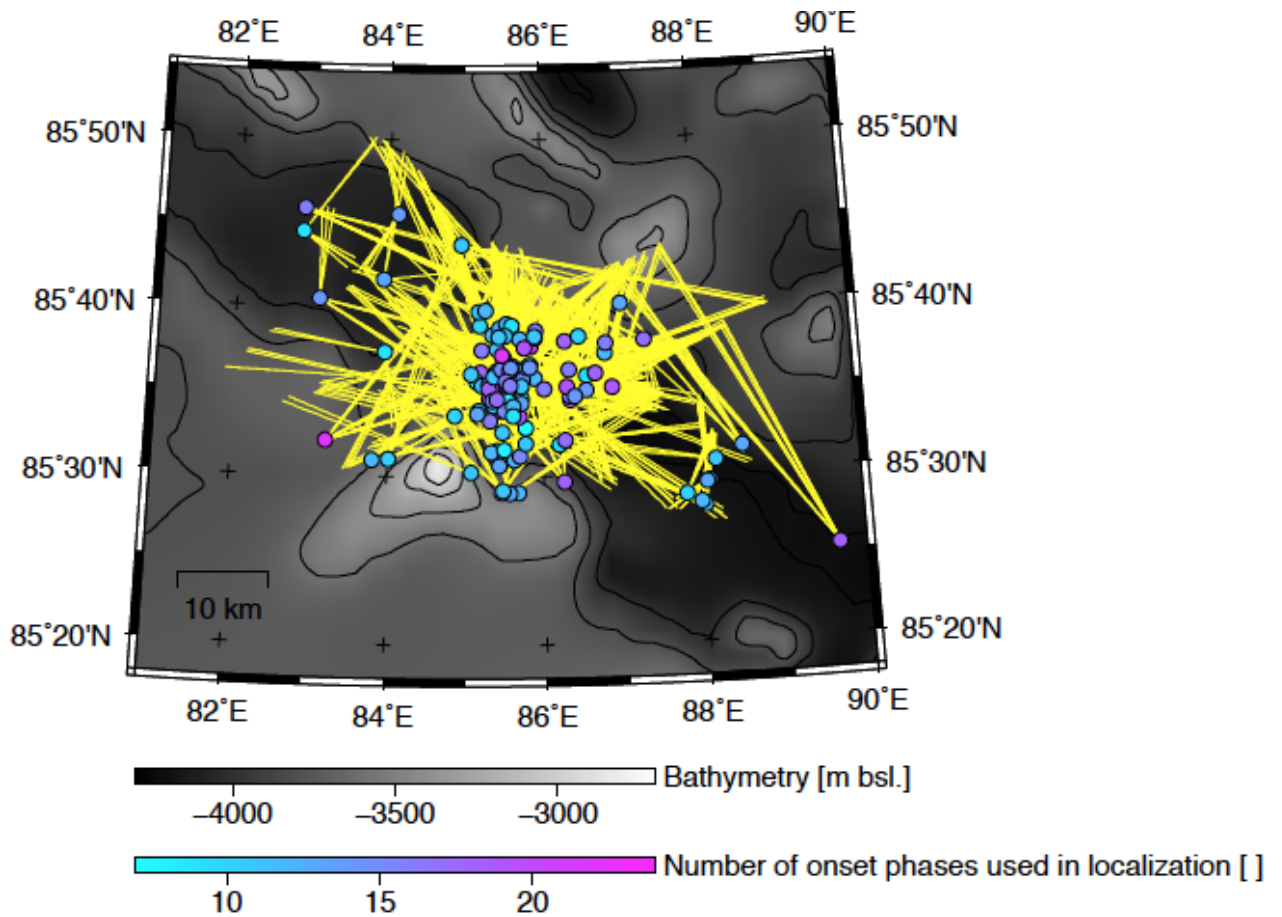 82˚E 84˚E 86˚E 88˚E 90˚E
85˚50'N 85˚50'N
85˚40'N 85˚40'N
85˚30'N 85˚30'N
10 km
85˚20'N 85˚20'N
82˚E 84˚E 86˚E 88˚E 90˚E
Bathymetry [m bsl.]
−4000 −3500 −3000
Number of onset phases used in localization [ ]
10 15 20